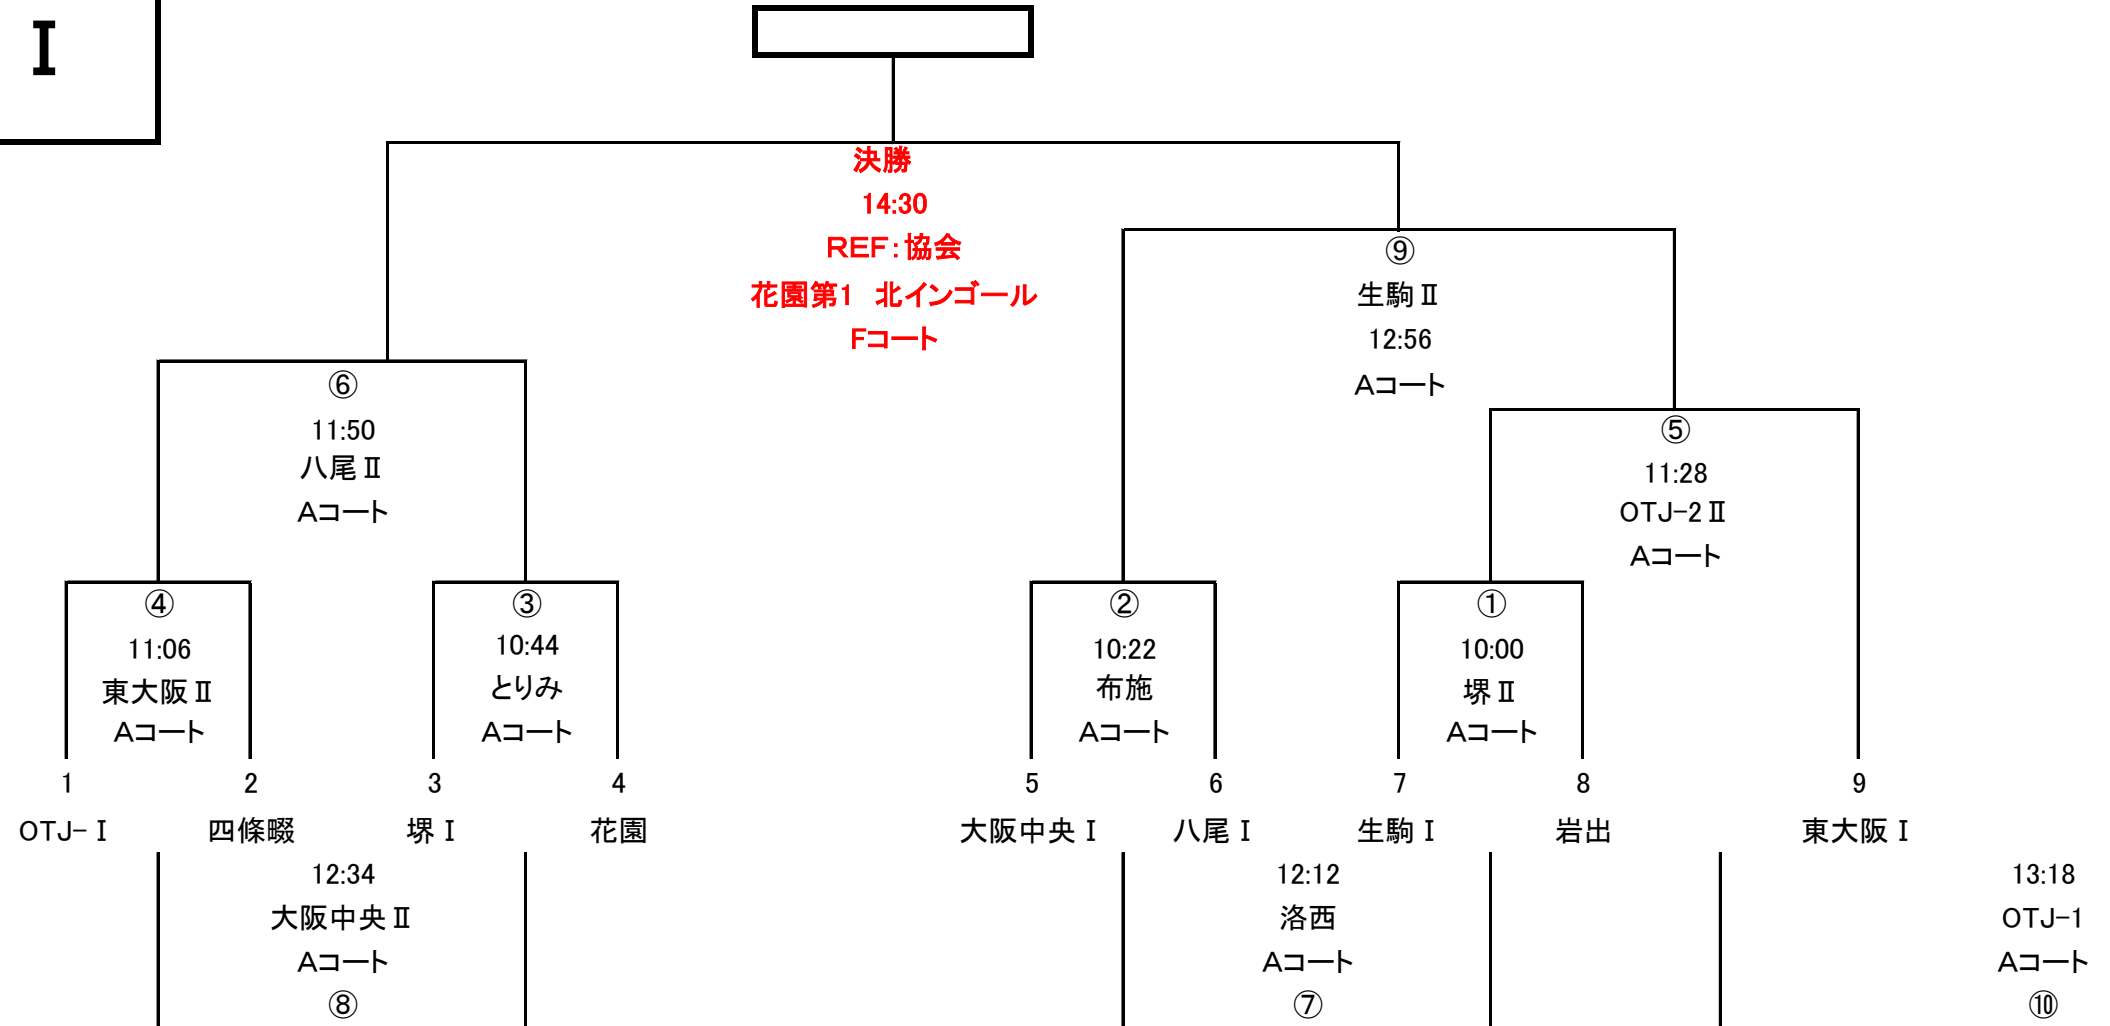 Ⅰ
決勝
14:30
REF：協会
花園第1　北インゴール
Fコート
⑨
生駒Ⅱ
12:56
Aコート
⑥
11:50
八尾Ⅱ
Aコート
⑤
11:28
OTJ-2Ⅱ
Aコート
④
11:06
東大阪Ⅱ
Aコート
③
10:44
とりみ
Aコート
②
10:22
布施
Aコート
①
10:00
堺Ⅱ
Aコート
1 2 3 4 5 6 7 8 9
OTJ-Ⅰ 四條畷 堺Ⅰ 花園 大阪中央Ⅰ 八尾Ⅰ 生駒Ⅰ 岩出 東大阪Ⅰ
12:34
大阪中央Ⅱ
Aコート
⑧
12:12
洛西
Aコート
⑦
13:18
OTJ-1
Aコート
⑩